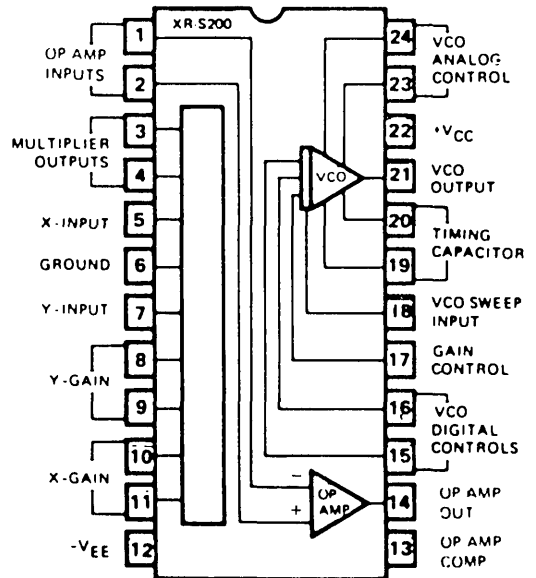 XR-S200
1
OP AMP
INPUTS
2
3
MULTIPLIER
OUTPUTS
4
X-INPUT
5
GROUND
6
Y-INPUT
7
8
Y-GAIN
9
10
X-GAIN
11
-VEE
12
24
VCO
ANALOG
CONTROL
23
22
+VCC
21
VCO
OUTPUT
20
TIMING
CAPACITOR
19
18
VCO SWEEP
INPUT
17
GAIN
CONTROL
16
VCO
DIGITAL
CONTROLS
15
14
OP AMP
OUT
13
OP AMP
COMP
VCO
-
OP
AMP
+